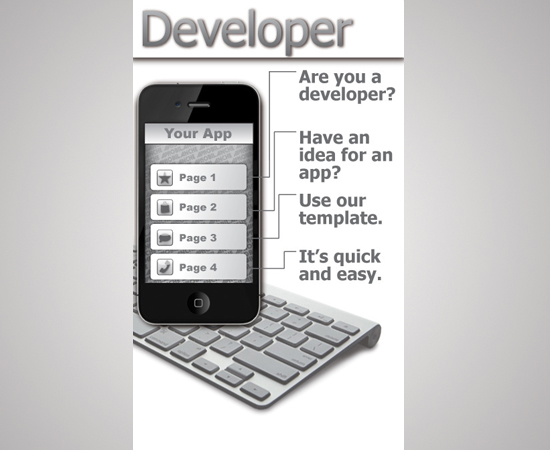 Developer
Are you a
developer?
Your App
Have an
idea for an
app?
Page 1
Page 2
Use our
template.
Page 3
It's quick
and easy.
Page 4